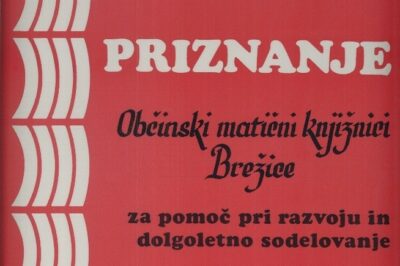 PRIZNANJE
Občinski matični knjižnici
Brežice
za pomoč pri razvoju in
dolgoletno sodelovanje